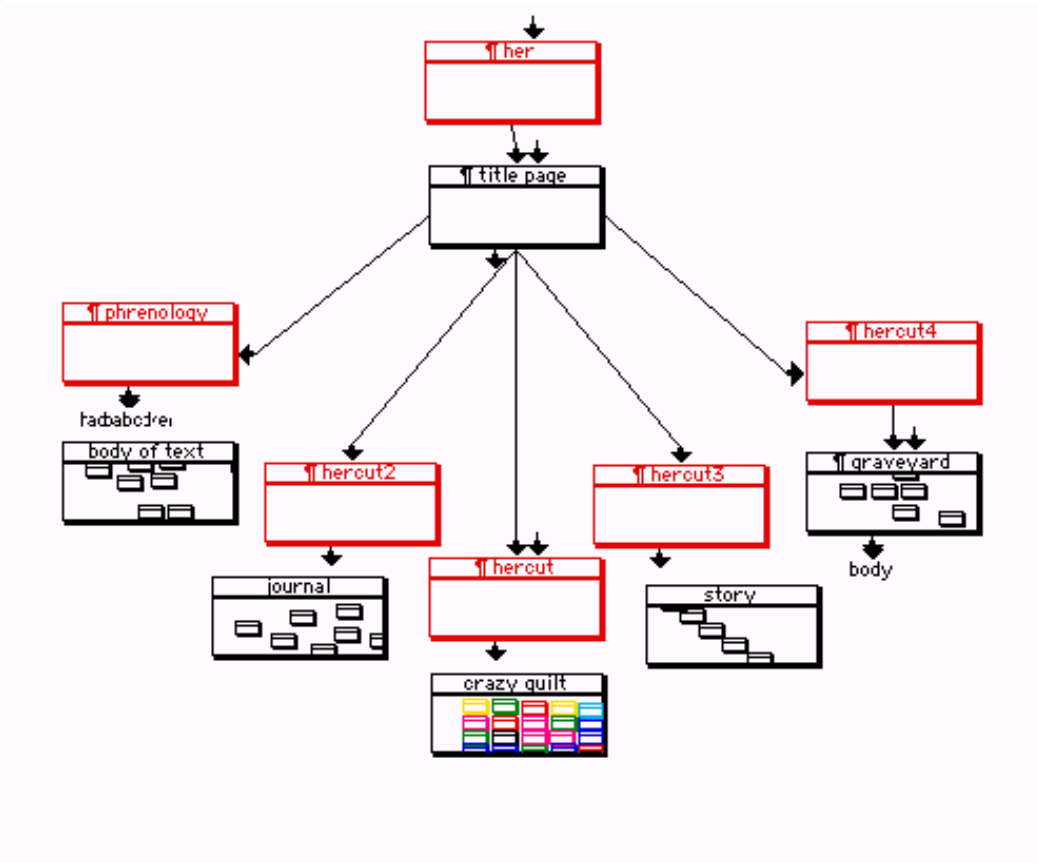 ¶ her
¶ title page
¶ phrenology
¶ hercut4
body of text
¶ hercut2
¶ hercut3
¶ graveyard
¶ hercut
body
journal
story
crazy quilt